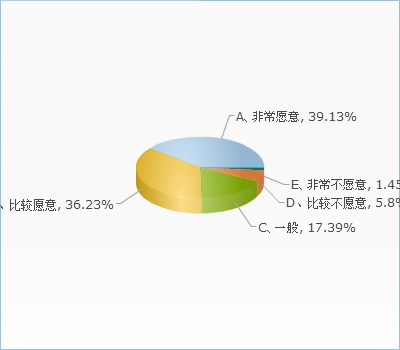 A、非常愿意, 39.13%
E、非常不愿意, 1.45
、比较愿意, 36.23%
D、比较不愿意, 5.8%
C、一般, 17.39%